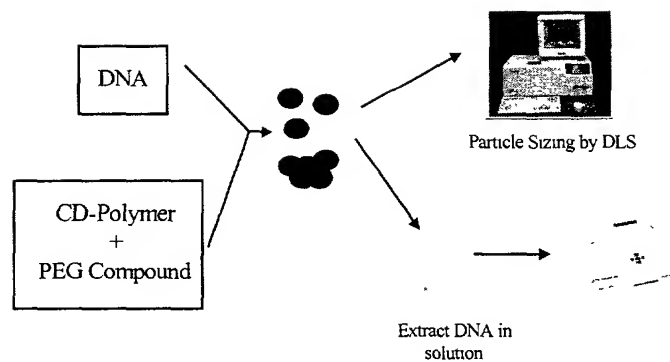 DNA
CD-Polymer
+
PEG Compound
Particle Sizing by DLS
Extract DNA in
solution